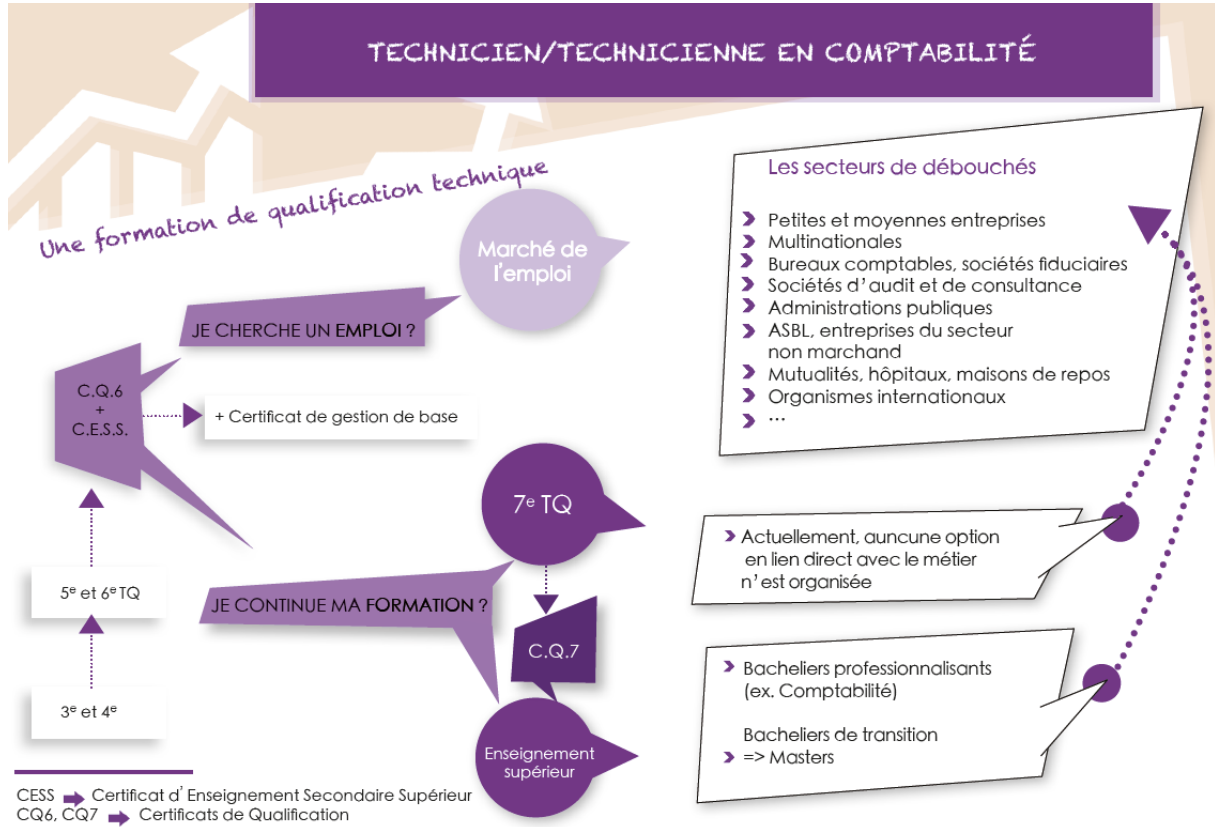 TECHNICIEN/TECHNICIENNE EN COMPTABILITÉ
Une formation de qualification technique
Marché de
l'emploi
JE CHERCHE UN EMPLOI ?
C.Q.6
+
C.E.S.S.
+ Certificat de gestion de base
5e et 6e TQ
3e et 4e
7e TQ
JE CONTINUE MA FORMATION ?
C.Q.7
Enseignement
supérieur
Les secteurs de débouchés
Petites et moyennes entreprises
Multinationales
Bureaux comptables, sociétés fiduciaires
Sociétés d'audit et de consultance
Administrations publiques
ASBL, entreprises du secteur
non marchand
Mutualités, hôpitaux, maisons de repos
Organismes internationaux
...
Actuellement, auncune option
en lien direct avec le métier
n'est organisée
Bacheliers professionnalisants
(ex. Comptabilité)
Bacheliers de transition
=> Masters
CESS ➡ Certificat d'Enseignement Secondaire Supérieur
CQ6, CQ7 ➡ Certificats de Qualification